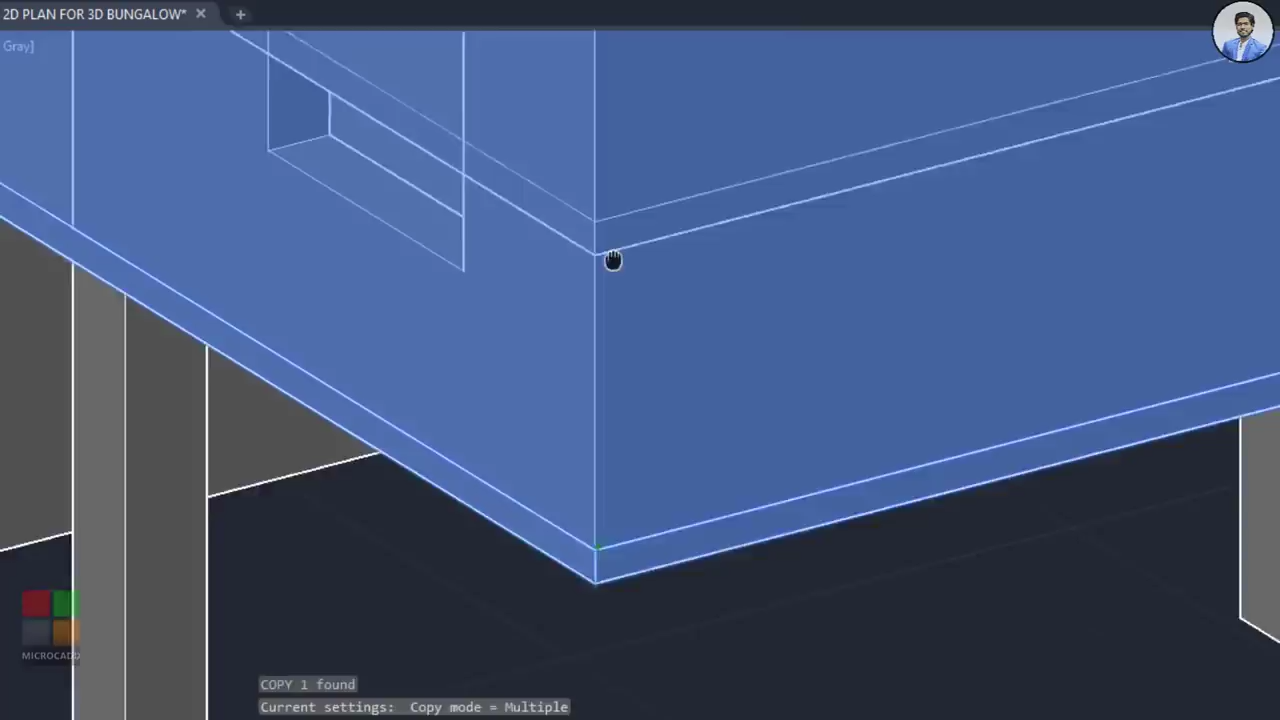 2D PLAN FOR 3D BUNGALOW*
Gray]
MICROCADD
COPY 1 found
Current settings:  Copy mode = Multiple